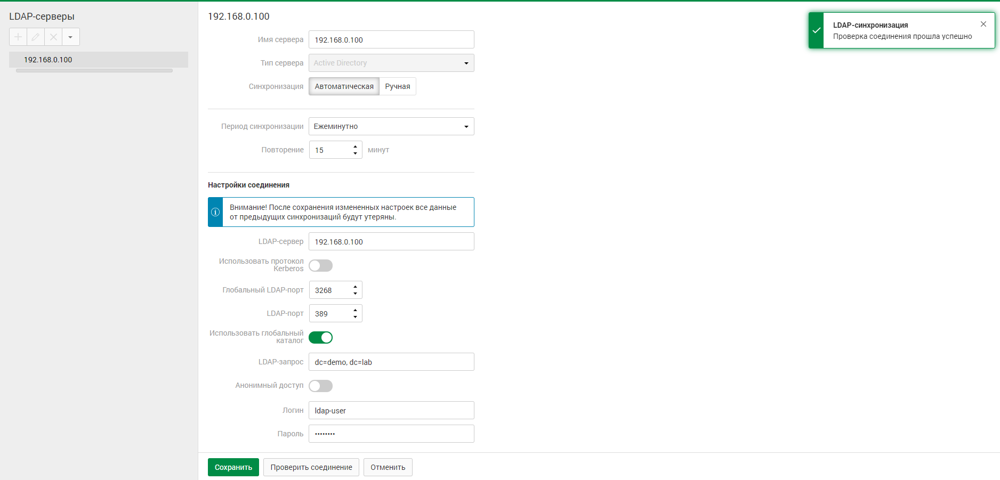 LDAP-серверы
192.168.0.100
192.168.0.100
Имя сервера 192.168.0.100
Тип сервера Active Directory
Синхронизация Автоматическая Ручная
Период синхронизации Ежеминутно
Повторение 15 минут
Настройки соединения
Внимание! После сохранения измененных настроек все данные
от предыдущих синхронизаций будут утеряны.
LDAP-сервер 192.168.0.100
Использовать протокол
Kerberos
Глобальный LDAP-порт 3268
LDAP-порт 389
Использовать глобальный
каталог
LDAP-запрос dc=demo, dc=lab
Анонимный доступ
Логин ldap-user
Пароль ••••••••
Сохранить Проверить соединение Отменить
LDAP-синхронизация
Проверка соединения прошла успешно